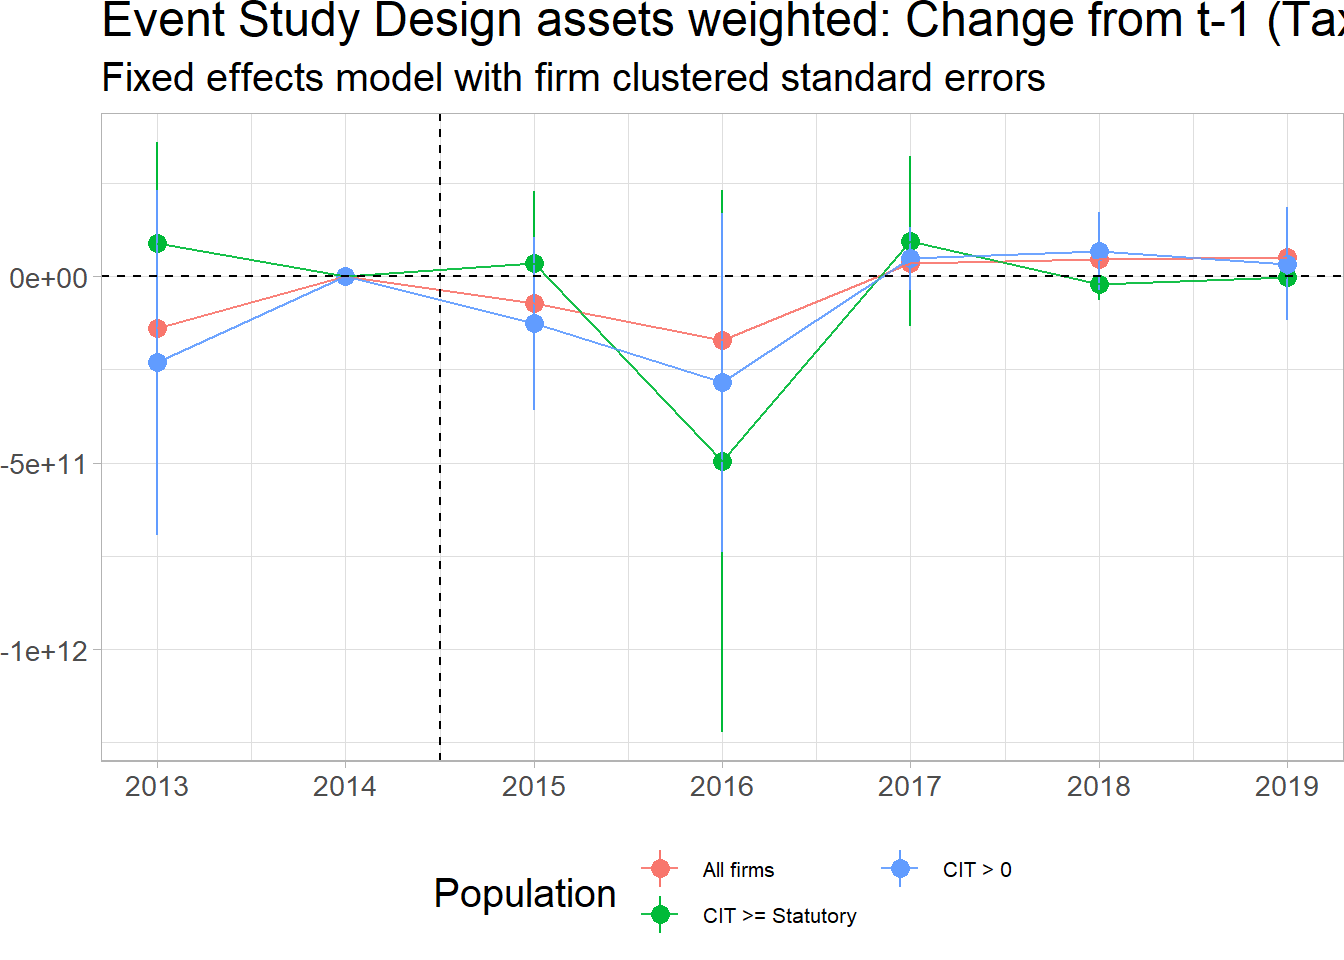 Event Study Design assets weighted: Change from t-1 (Tax
Fixed effects model with firm clustered standard errors
0e+00
-5e+11
-1e+12
2013 2014 2015 2016 2017 2018 2019
Population
All firms
CIT > 0
CIT >= Statutory